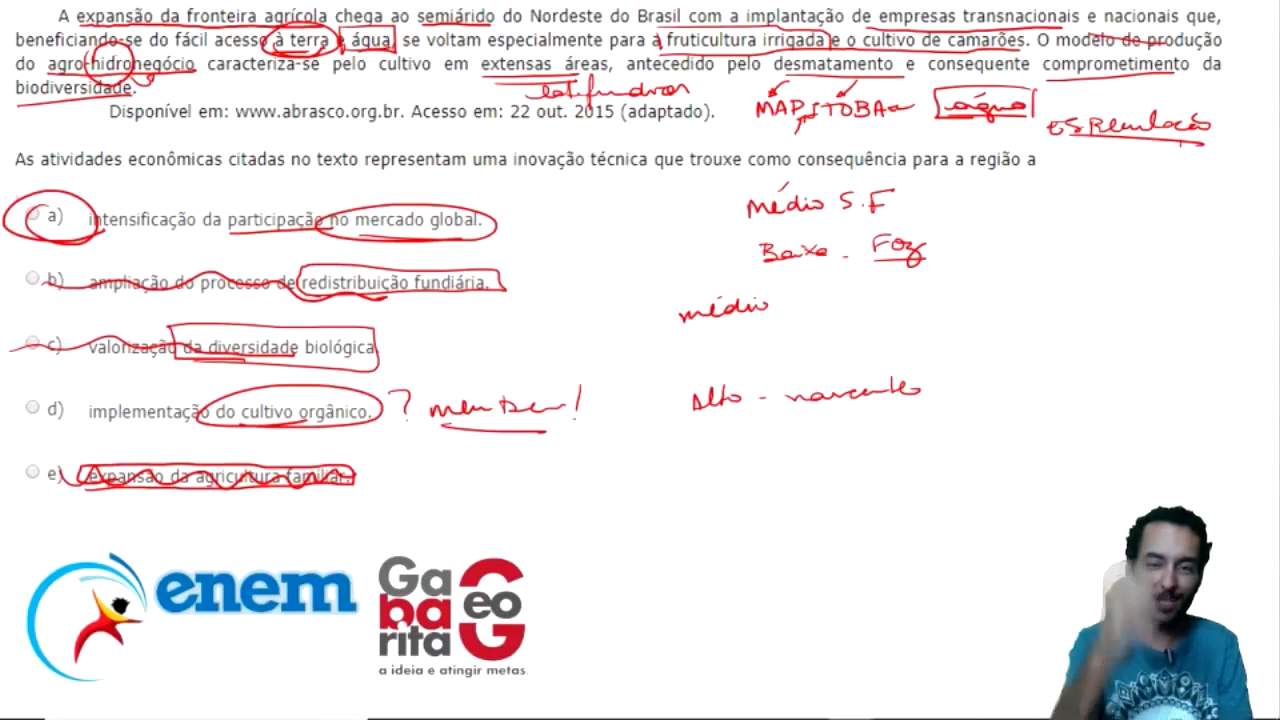 A expansão da fronteira agrícola chega ao semiárido do Nordeste do Brasil com a implantação de empresas transnacionais e nacionais que,
beneficiando-se do fácil acesso à terra e água, se voltam especialmente para a fruticultura irrigada e o cultivo de camarões. O modelo de produção
do agro-hidronegócio caracteriza-se pelo cultivo em extensas áreas, antecedido pelo desmatamento e consequente comprometimento da
biodiversidade.
latifundios
Disponível em: www.abrasco.org.br. Acesso em: 22 out. 2015 (adaptado).
MAPITOBA
água
ESPECULAÇÃO
As atividades econômicas citadas no texto representam uma inovação técnica que trouxe como consequência para a região a
a) intensificação da participação no mercado global.
médio S.F
Baixo - Foz
b) ampliação do processo de redistribuição fundiária.
médio
c) valorização da diversidade biológica.
Alto - nascentes
d) implementação do cultivo orgânico. ?
e) expansão da agricultura familiar.
enem
Ga
ba
rita
Geo
a ideia e atingir metas.